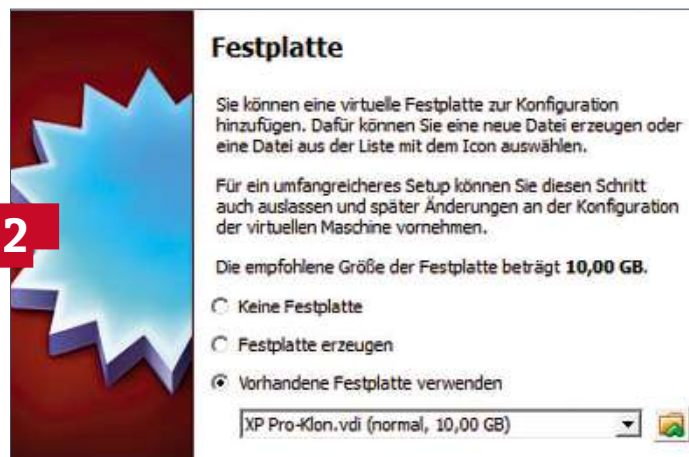 Festplatte
Sie können eine virtuelle Festplatte zur Konfiguration
hinzufügen. Dafür können Sie eine neue Datei erzeugen oder
eine Datei aus der Liste mit dem Icon auswählen.
Für ein umfangreicheres Setup können Sie diesen Schritt
auch auslassen und später Änderungen an der Konfiguration
der virtuellen Maschine vornehmen.
2
Die empfohlene Größe der Festplatte beträgt 10,00 GB.
Keine Festplatte
Festplatte erzeugen
Vorhandene Festplatte verwenden
XP Pro-Klon.vdi (normal, 10,00 GB)